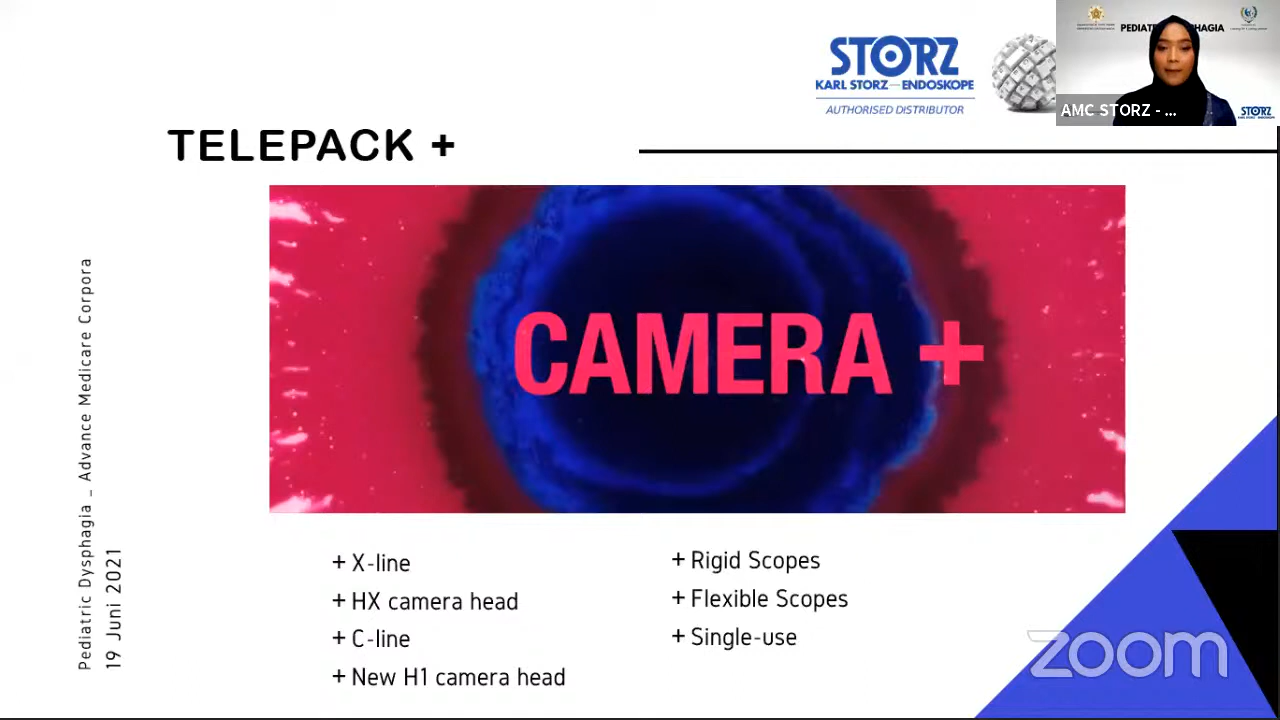 STORZ
KARL STORZ—ENDOSKOPE
AUTHORISED DISTRIBUTOR
AMC STORZ - ...
STORZ
TELEPACK +
CAMERA +
Pediatric Dysphagia _ Advance Medicare Corpora
19 Juni 2021
+ X-line
+ HX camera head
+ C-line
+ New H1 camera head
+ Rigid Scopes
+ Flexible Scopes
+ Single-use
zoom